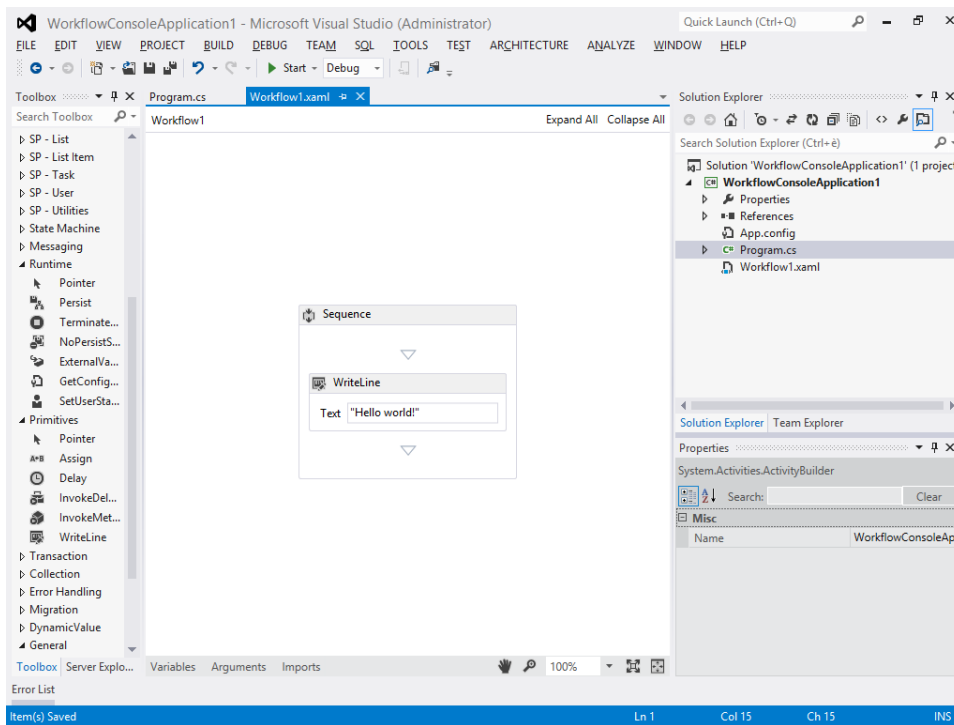 WorkflowConsoleApplication1 - Microsoft Visual Studio (Administrator)
Quick Launch (Ctrl+Q)
FILE EDIT VIEW PROJECT BUILD DEBUG TEAM SQL TOOLS TEST ARCHITECTURE ANALYZE WINDOW HELP
Start Debug
Toolbox
Search Toolbox
SP - List
SP - List Item
SP - Task
SP - User
SP - Utilities
State Machine
Messaging
Runtime
Pointer
Persist
Terminate...
NoPersistS...
ExternalVa...
GetConfig...
SetUserSta...
Primitives
Pointer
A+B Assign
Delay
InvokeDel...
InvokeMet...
WriteLine
Transaction
Collection
Error Handling
Migration
DynamicValue
General
Toolbox Server Explo...
Program.cs Workflow1.xaml
Workflow1 Expand All Collapse All
Sequence
WriteLine
Text "Hello world!"
Variables Arguments Imports 100%
Solution Explorer
Search Solution Explorer (Ctrl+è)
Solution 'WorkflowConsoleApplication1' (1 project
C# WorkflowConsoleApplication1
Properties
References
App.config
C# Program.cs
Workflow1.xaml
Solution Explorer Team Explorer
Properties
System.Activities.ActivityBuilder
Search: Clear
Misc
Name WorkflowConsoleAp
Error List
Item(s) Saved Ln 1 Col 15 Ch 15 INS